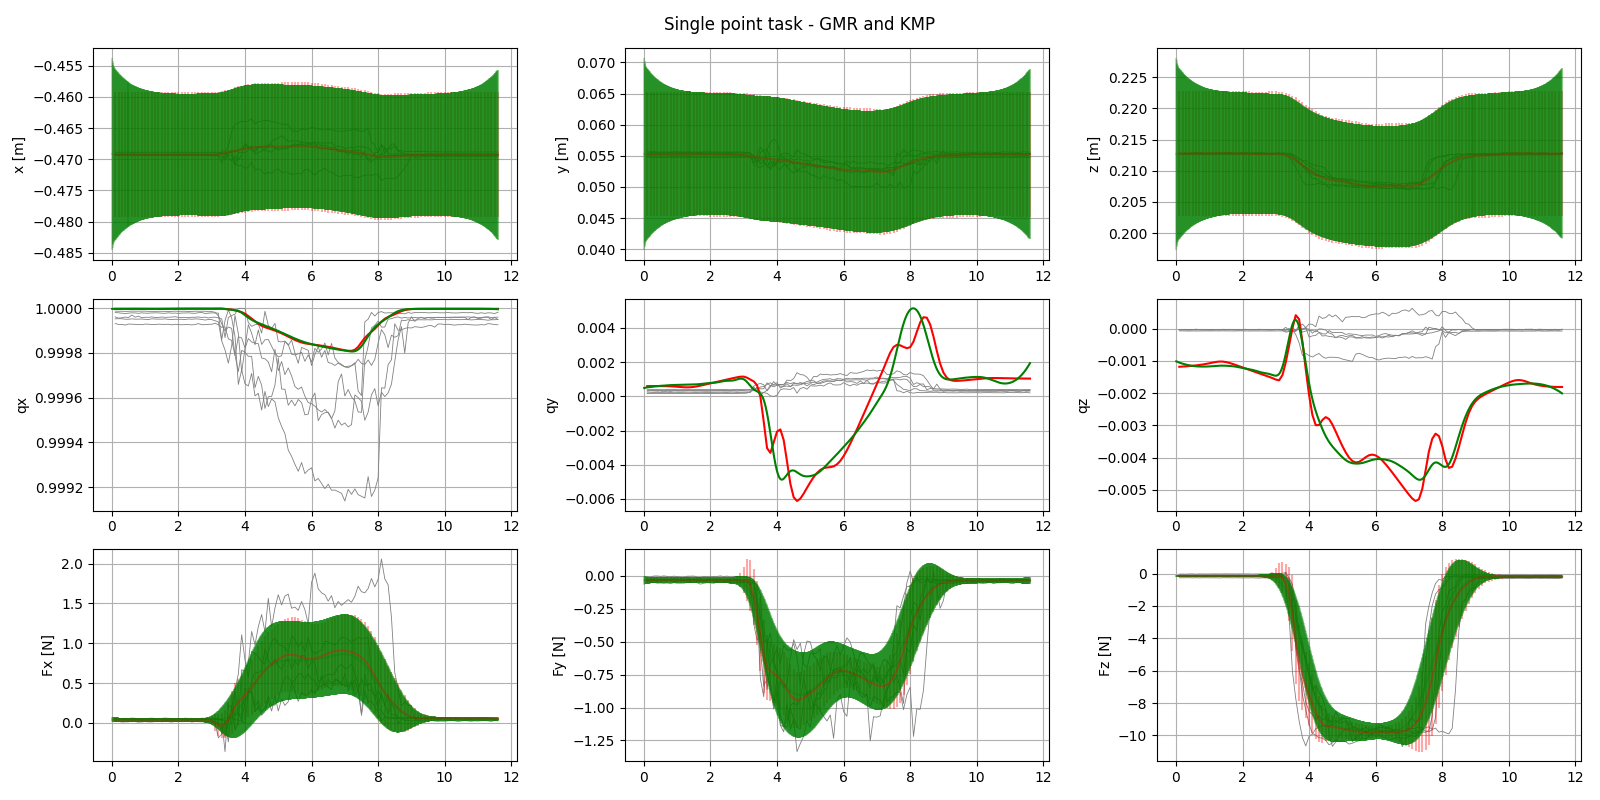 Single point task - GMR and KMP
x [m]
−0.455
−0.460
−0.465
−0.470
−0.475
−0.480
−0.485
0 2 4 6 8 10 12
y [m]
0.070
0.065
0.060
0.055
0.050
0.045
0.040
0 2 4 6 8 10 12
z [m]
0.225
0.220
0.215
0.210
0.205
0.200
0 2 4 6 8 10 12
qx
1.0000
0.9998
0.9996
0.9994
0.9992
0 2 4 6 8 10 12
qy
0.004
0.002
0.000
−0.002
−0.004
−0.006
0 2 4 6 8 10 12
qz
0.000
−0.001
−0.002
−0.003
−0.004
−0.005
0 2 4 6 8 10 12
Fx [N]
2.0
1.5
1.0
0.5
0.0
0 2 4 6 8 10 12
Fy [N]
0.00
−0.25
−0.50
−0.75
−1.00
−1.25
0 2 4 6 8 10 12
Fz [N]
0
−2
−4
−6
−8
−10
0 2 4 6 8 10 12